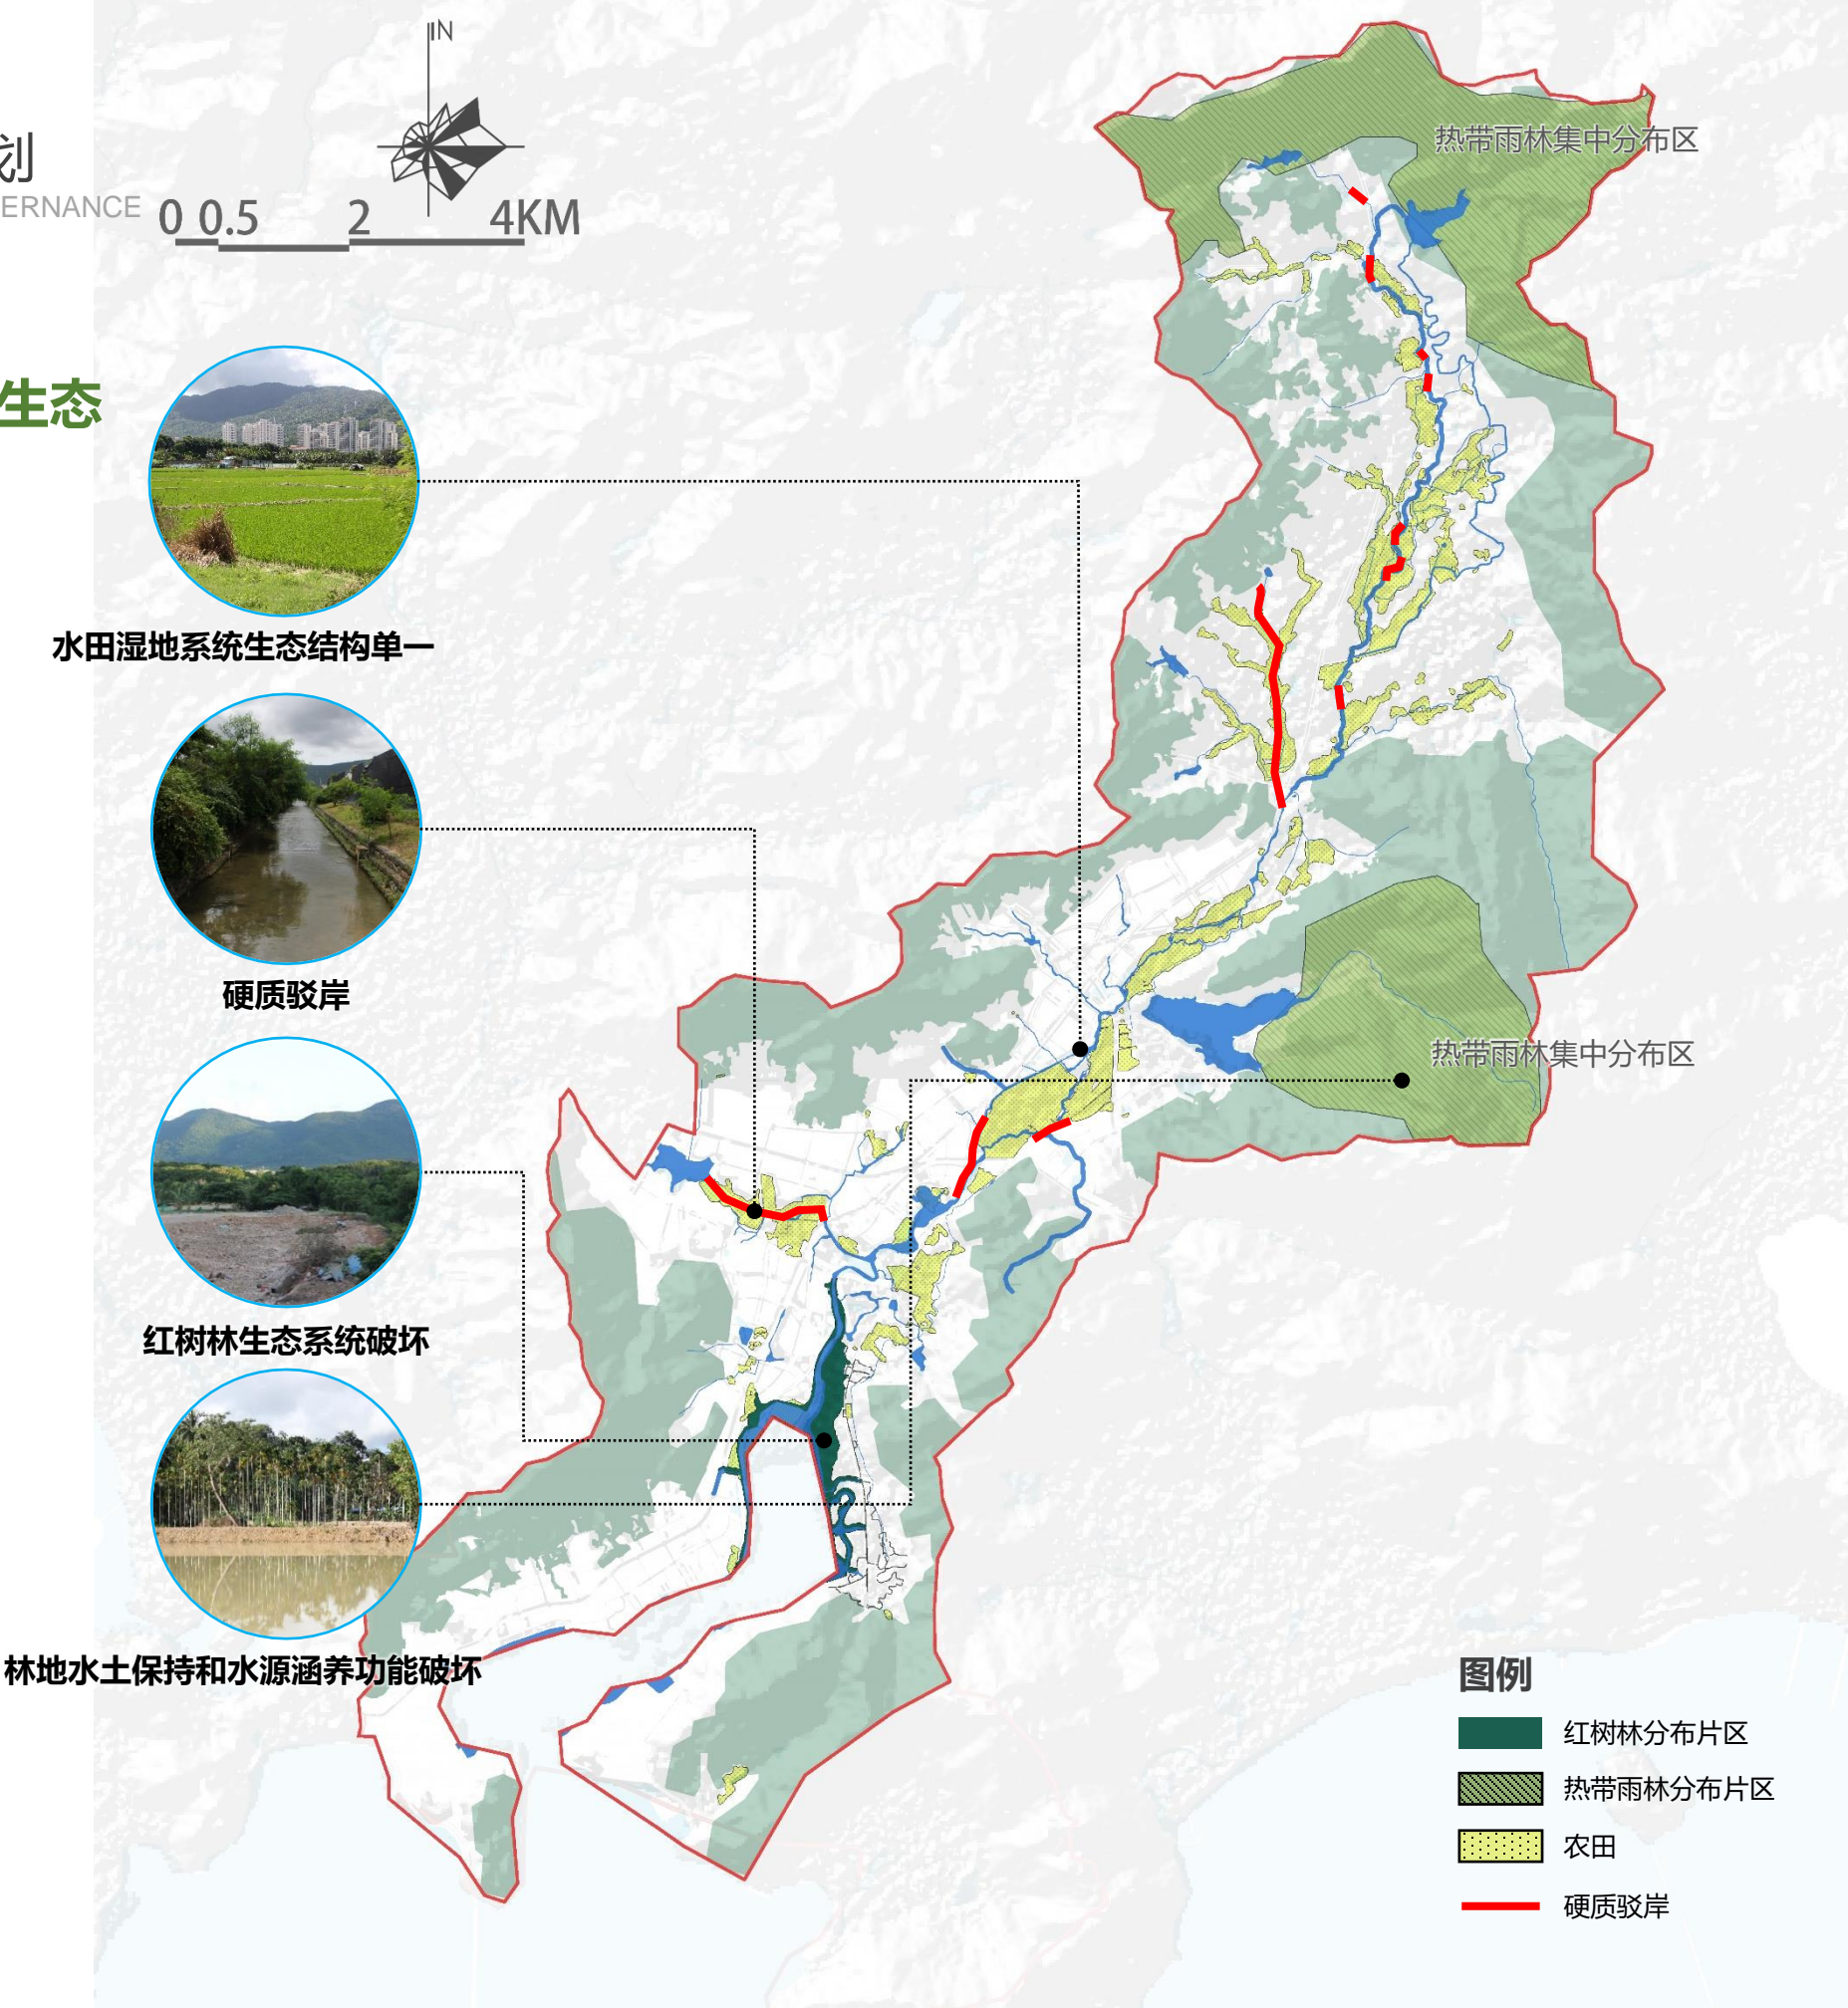 N
划
ERNANCE
0 0.5 2 4KM
热带雨林集中分布区
生态
水田湿地系统生态结构单一
硬质驳岸
热带雨林集中分布区
红树林生态系统破坏
林地水土保持和水源涵养功能破坏
图例
红树林分布片区
热带雨林分布片区
农田
硬质驳岸